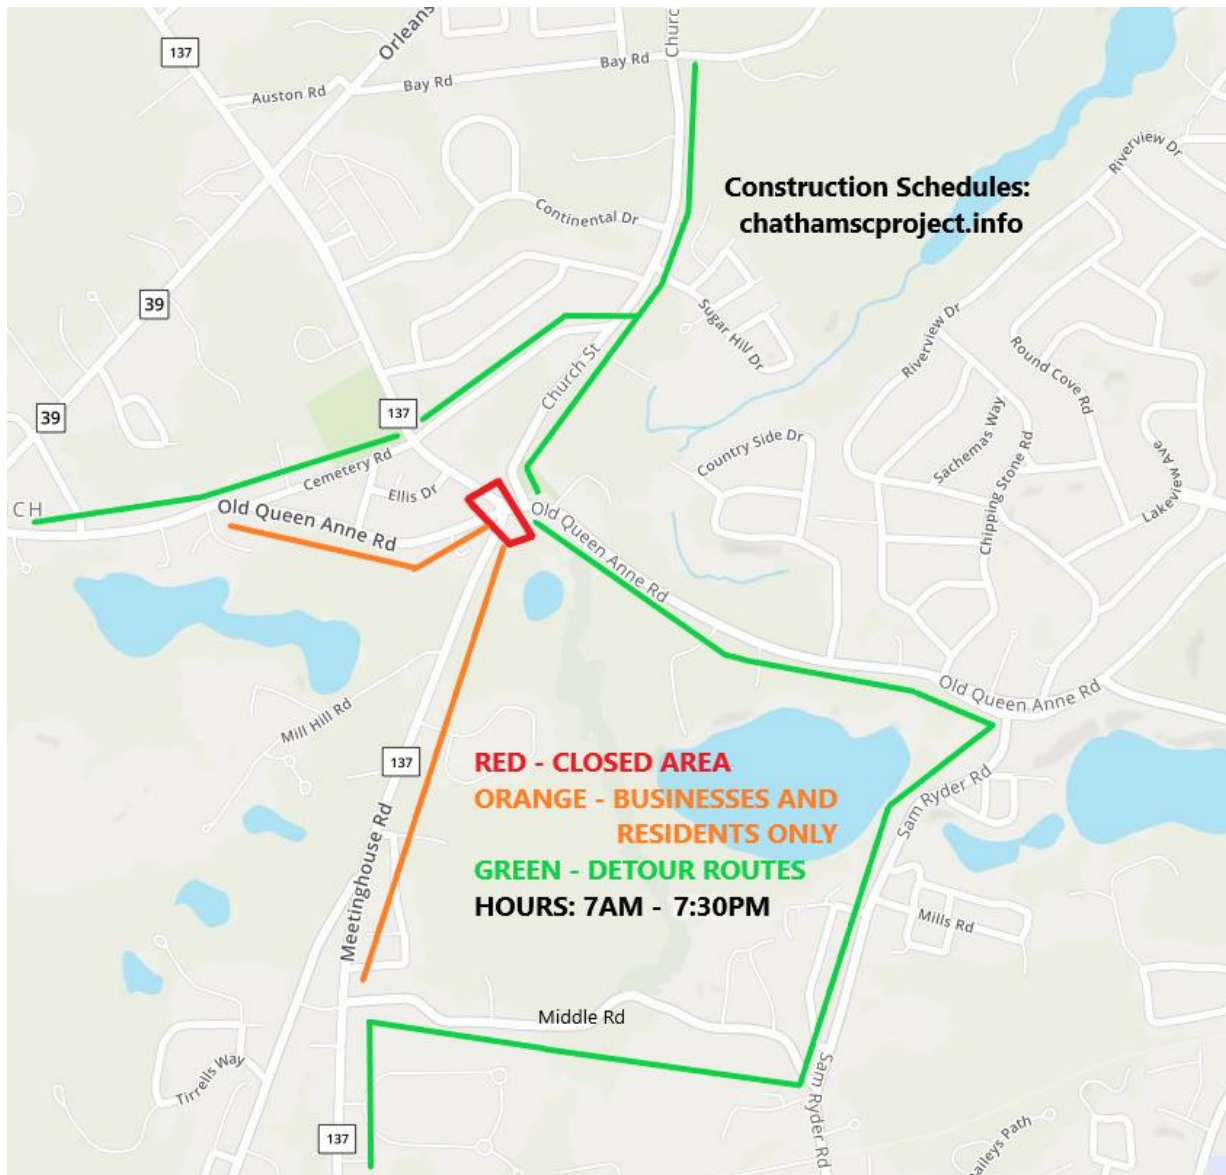 Orleans
137
Churc
Bay Rd
Bay Rd
Auston Rd
Riverview Dr
Construction Schedules:
chathamscproject.info
Continental Dr
39
Sugar Hill Dr
Riverview Dr
Round Cove Rd
Church St
39
137
Sachemas Way
Country Side Dr
Chipping Stone Rd
Lakeview Ave
Cemetery Rd
Ellis Dr
CH
Old Queen Anne Rd
Old Queen Anne Rd
Old Queen Anne Rd
Mill Hill Rd
137
RED - CLOSED AREA
ORANGE - BUSINESSES AND
RESIDENTS ONLY
GREEN - DETOUR ROUTES
HOURS: 7AM - 7:30PM
Sam Ryder Rd
Meetinghouse Rd
Mills Rd
Middle Rd
Tirrells Way
Sam Ryder Rd
137
aileys Path